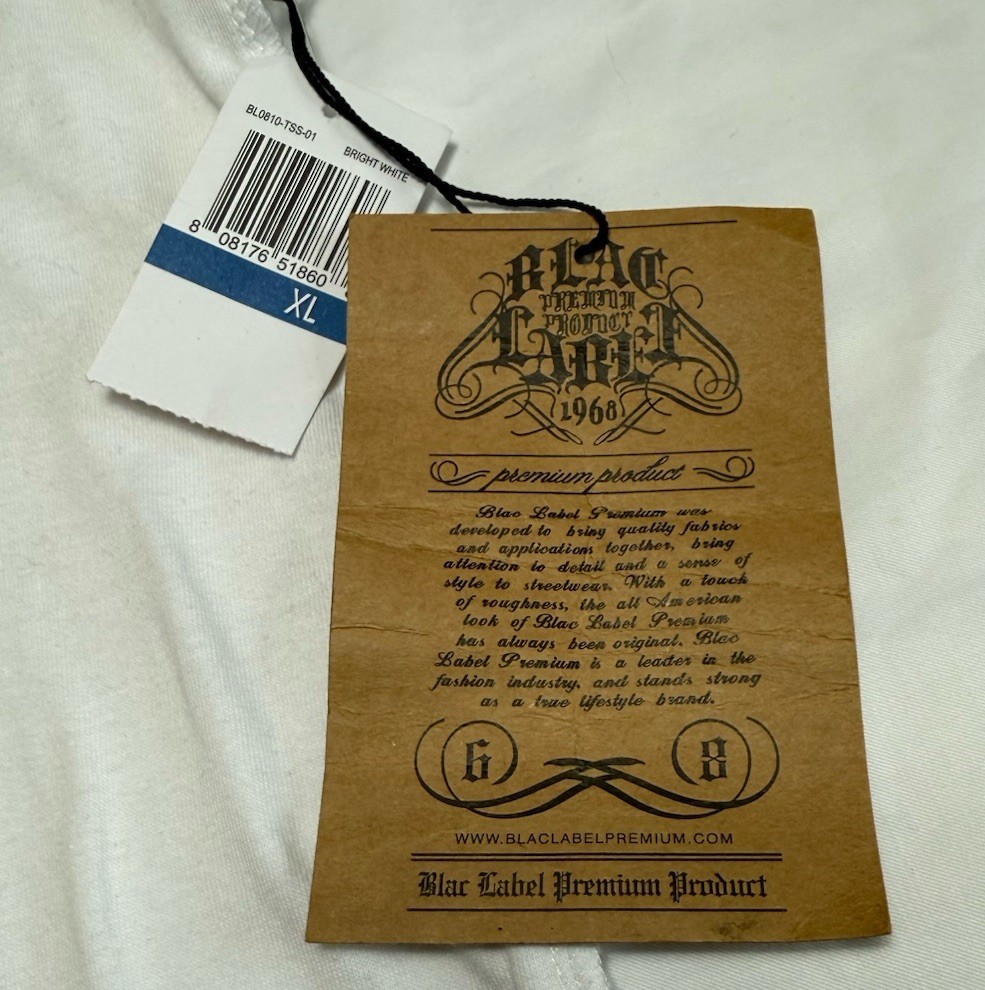 BL0810-TSS-01
BRIGHT WHITE
8 08176 51860
XL
BLAC
PREMIUM
PRODUCT
LABEL
1968
premium product
Blac Label Premium was
developed to bring quality fabrics
and applications together, bring
attention to detail and a sense of
style to streetwear. With a touch
of roughness, the all American
look of Blac Label Premium
has always been original. Blac
Label Premium is a leader in the
fashion industry, and stands strong
as a true lifestyle brand.
6 8
WWW.BLACLABELPREMIUM.COM
Blac Label Premium Product